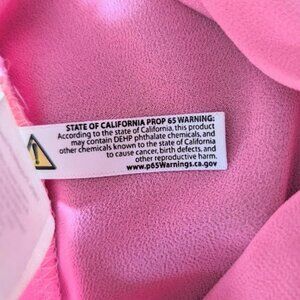 STATE OF CALIFORNIA PROP 65 WARNING:
According to the state of California, this product
may contain DEHP phthalate chemicals, and
other chemicals known to the state of California
to cause cancer, birth defects, and
other reproductive harm.
www.p65Warnings.ca.gov